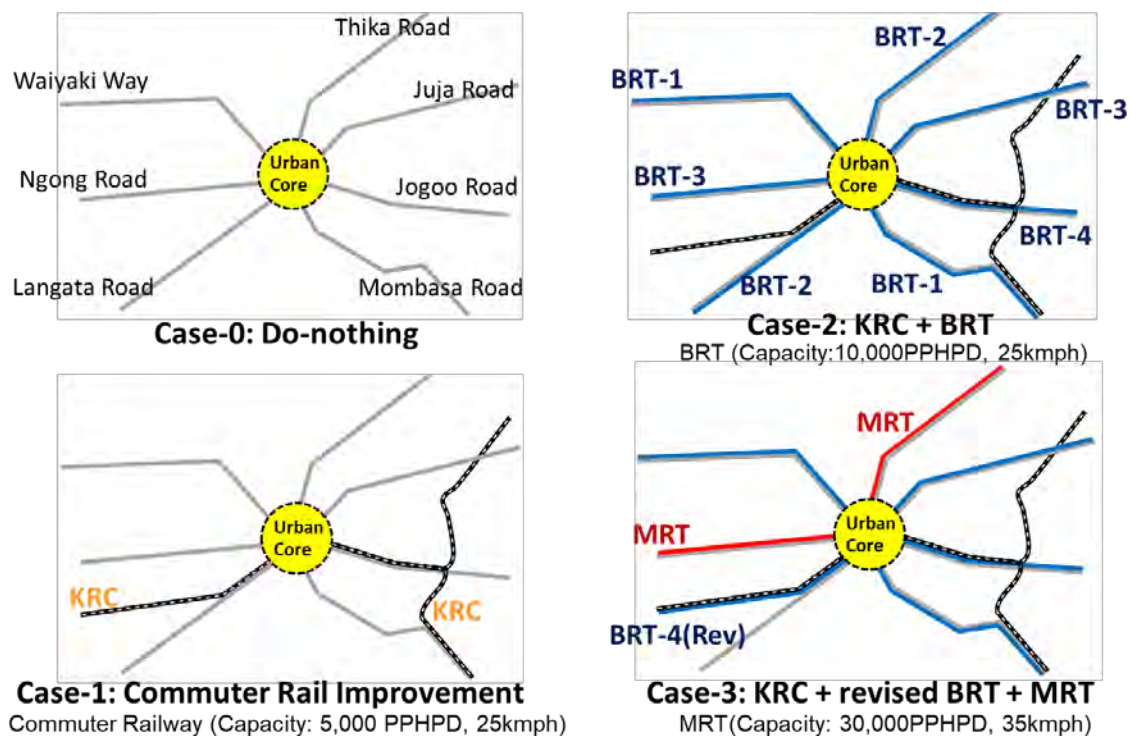 Thika Road
Waiyaki Way
Juja Road
Urban
Core
Ngong Road
Jogoo Road
Langata Road
Mombasa Road
Case-0: Do-nothing
BRT-2
BRT-1
BRT-3
Urban
Core
BRT-3
BRT-4
BRT-2
BRT-1
Case-2: KRC + BRT
BRT (Capacity:10,000PPHPD, 25kmph)
Urban
Core
KRC
KRC
Case-1: Commuter Rail Improvement
Commuter Railway (Capacity: 5,000 PPHPD, 25kmph)
MRT
Urban
Core
MRT
BRT-4(Rev)
Case-3: KRC + revised BRT + MRT
MRT(Capacity: 30,000PPHPD, 35kmph)